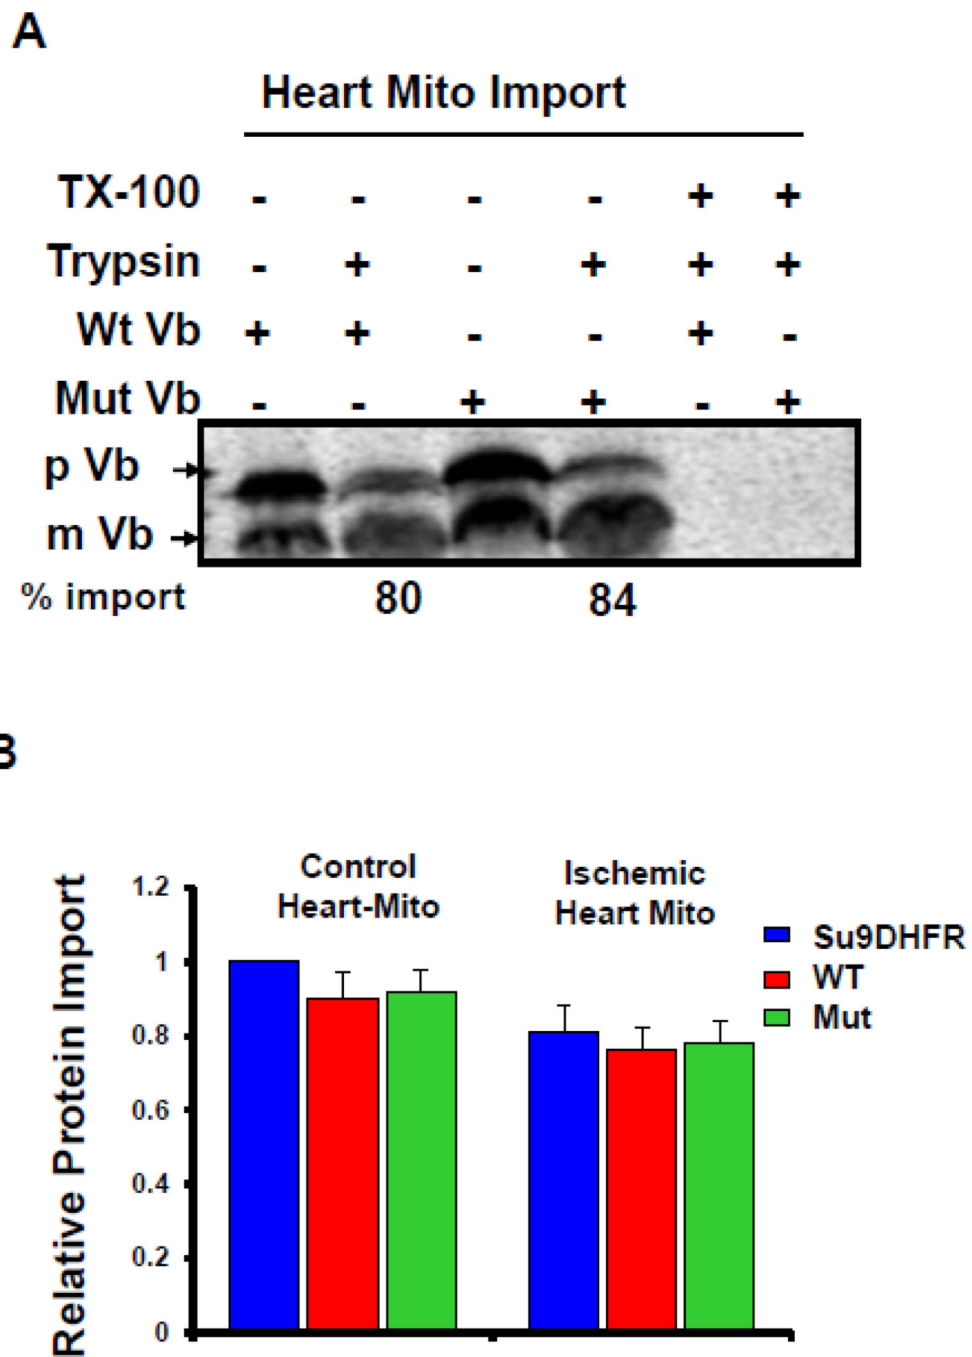 A
Heart Mito Import
TX-100 - - - - + +
Trypsin - + - + + +
Wt Vb + + - - + -
Mut Vb - - + + - +
p Vb
m Vb
% import 80 84
B
Relative Protein Import
1.2
1
0.8
0.6
0.4
0.2
0
Control
Heart-Mito
Ischemic
Heart Mito
Su9DHFR
WT
Mut